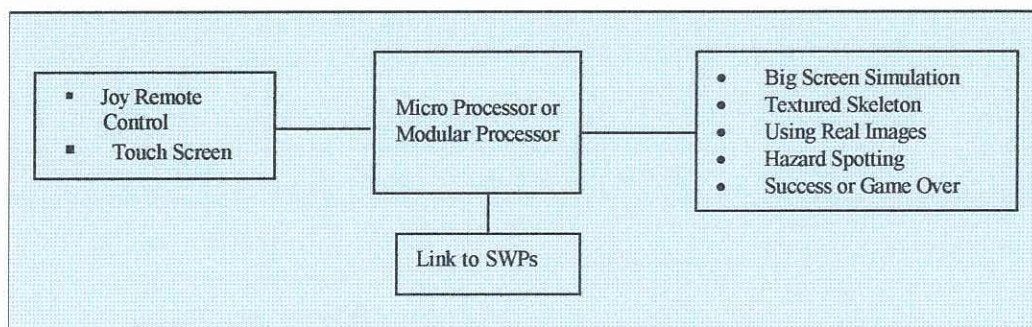 Joy Remote
Control
Touch Screen
Micro Processor or
Modular Processor
Big Screen Simulation
Textured Skeleton
Using Real Images
Hazard Spotting
Success or Game Over
Link to SWPs